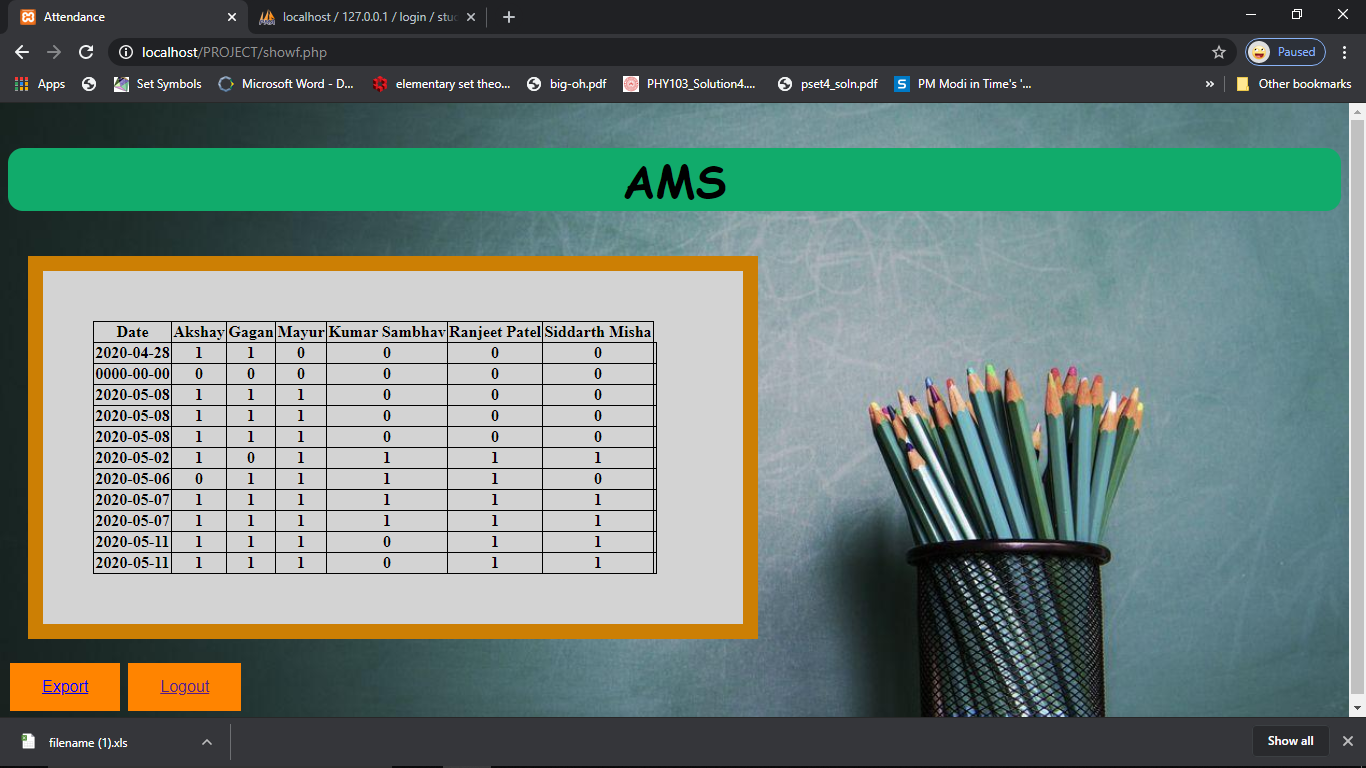 Attendance
localhost / 127.0.0.1 / login / stu
localhost/PROJECT/showf.php
Paused
Apps
Set Symbols
Microsoft Word - D...
elementary set theo...
big-oh.pdf
PHY103_Solution4....
pset4_soln.pdf
S PM Modi in Time's '...
»
Other bookmarks
AMS
Date Akshay Gagan Mayur Kumar Sambhav Ranjeet Patel Siddarth Misha
2020-04-28 1 1 0 0 0 0
0000-00-00 0 0 0 0 0 0
2020-05-08 1 1 1 0 0 0
2020-05-08 1 1 1 0 0 0
2020-05-08 1 1 1 0 0 0
2020-05-02 1 0 1 1 1 1
2020-05-06 0 1 1 1 1 0
2020-05-07 1 1 1 1 1 1
2020-05-07 1 1 1 1 1 1
2020-05-11 1 1 1 0 1 1
2020-05-11 1 1 1 0 1 1
Export Logout
filename (1).xls
Show all